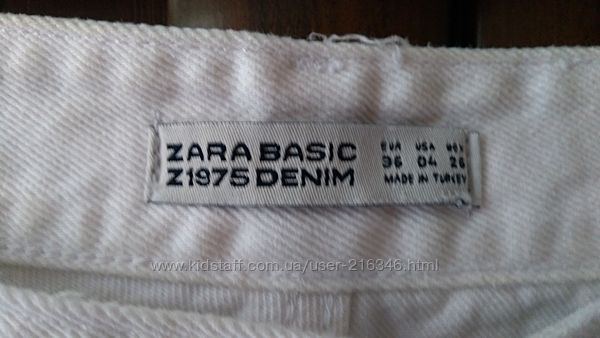 ZARA BASIC
Z1975 DENIM
EUR USA MEX
36 04 26
MADE IN TURKEY
www.kidstaff.com.ua/user-216346.html